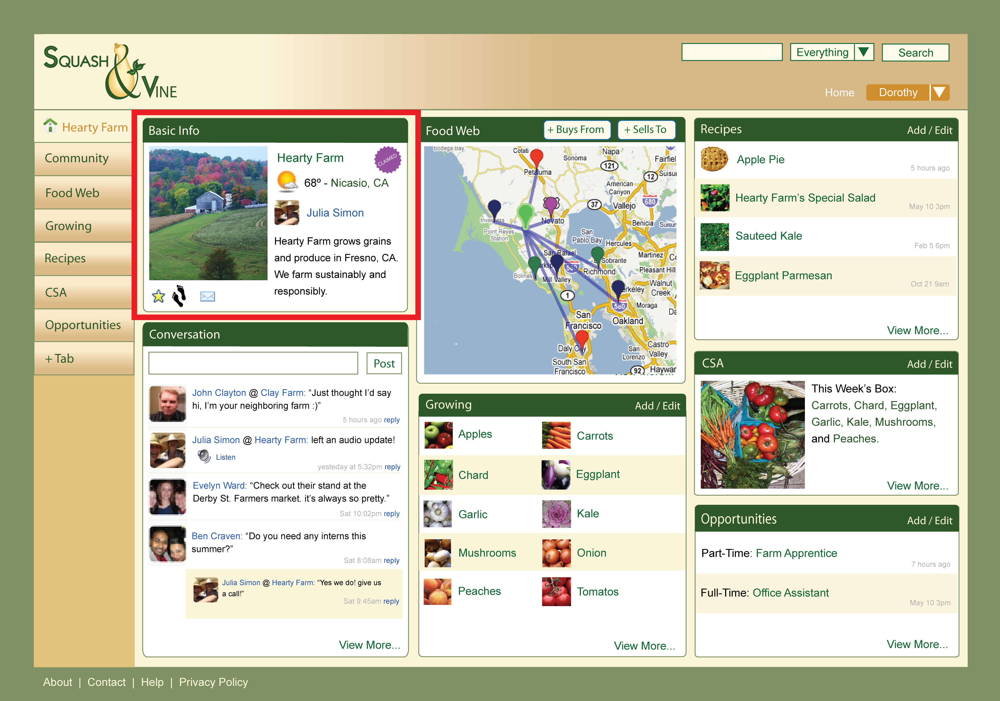 SQUASH & VINE
Everything
Search
Home
Dorothy
Hearty Farm
Community
Food Web
Growing
Recipes
CSA
Opportunities
+ Tab
Basic Info
Hearty Farm
CLAIMED
68º - Nicasio, CA
Julia Simon
Hearty Farm grows grains
and produce in Fresno, CA.
We farm sustainably and
responsibly.
Conversation
Post
John Clayton @ Clay Farm: “Just thought I’d say
hi, I’m your neighboring farm :)”
5 hours ago reply
Julia Simon @ Hearty Farm: left an audio update!
Listen
yesteday at 5:32pm reply
Evelyn Ward: “Check out their stand at the
Derby St. Farmers market. it’s always so pretty.”
Sat 10:02pm reply
Ben Craven: “Do you need any interns this
summer?”
Sat 8:08am reply
Julia Simon @ Hearty Farm: “Yes we do! give us
a call!”
Sat 9:45am reply
View More...
Food Web
+ Buys From
+ Sells To
Bodega Bay
Cotati
Napa
Sonoma
Fairfiel
121
Petaluma
12
Suisun
American
Canyon
37
Vallejo
680
Inverness
Novato
Benicia
Suisun
Point Reyes
Station
San
Pablo Bay
Hercules
San Rafael
Martinez
Co
Sobrante
580
Richmond
Pleasant Hill
Bolinas
Mill Valley
Walnut
Creek
erkeley
1
580
Moraga
Da
San
Francisco
Oakland
Daly City
San
Lorenzo
Castro
Valley
South San
Francisco
92
Haywar
Growing
Add / Edit
Apples
Carrots
Chard
Eggplant
Garlic
Kale
Mushrooms
Onion
Peaches
Tomatos
View More...
Recipes
Add / Edit
Apple Pie
5 hours ago
Hearty Farm’s Special Salad
May 10 3pm
Sauteed Kale
Feb 5 6pm
Eggplant Parmesan
Oct 21 9am
View More...
CSA
Add / Edit
This Week’s Box:
Carrots, Chard, Eggplant,
Garlic, Kale, Mushrooms,
and Peaches.
View More...
Opportunities
Add / Edit
Part-Time: Farm Apprentice
7 hours ago
Full-Time: Office Assistant
May 10 3pm
View More...
About | Contact | Help | Privacy Policy